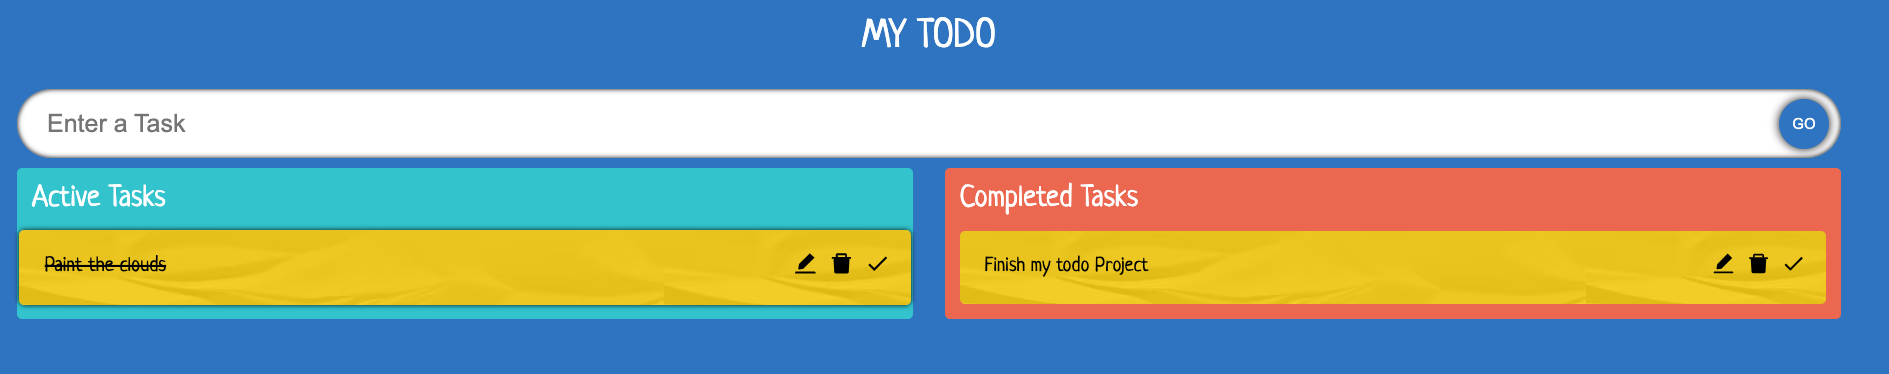 MY TODO
Enter a Task
GO
Active Tasks
Paint the clouds
Completed Tasks
Finish my todo Project